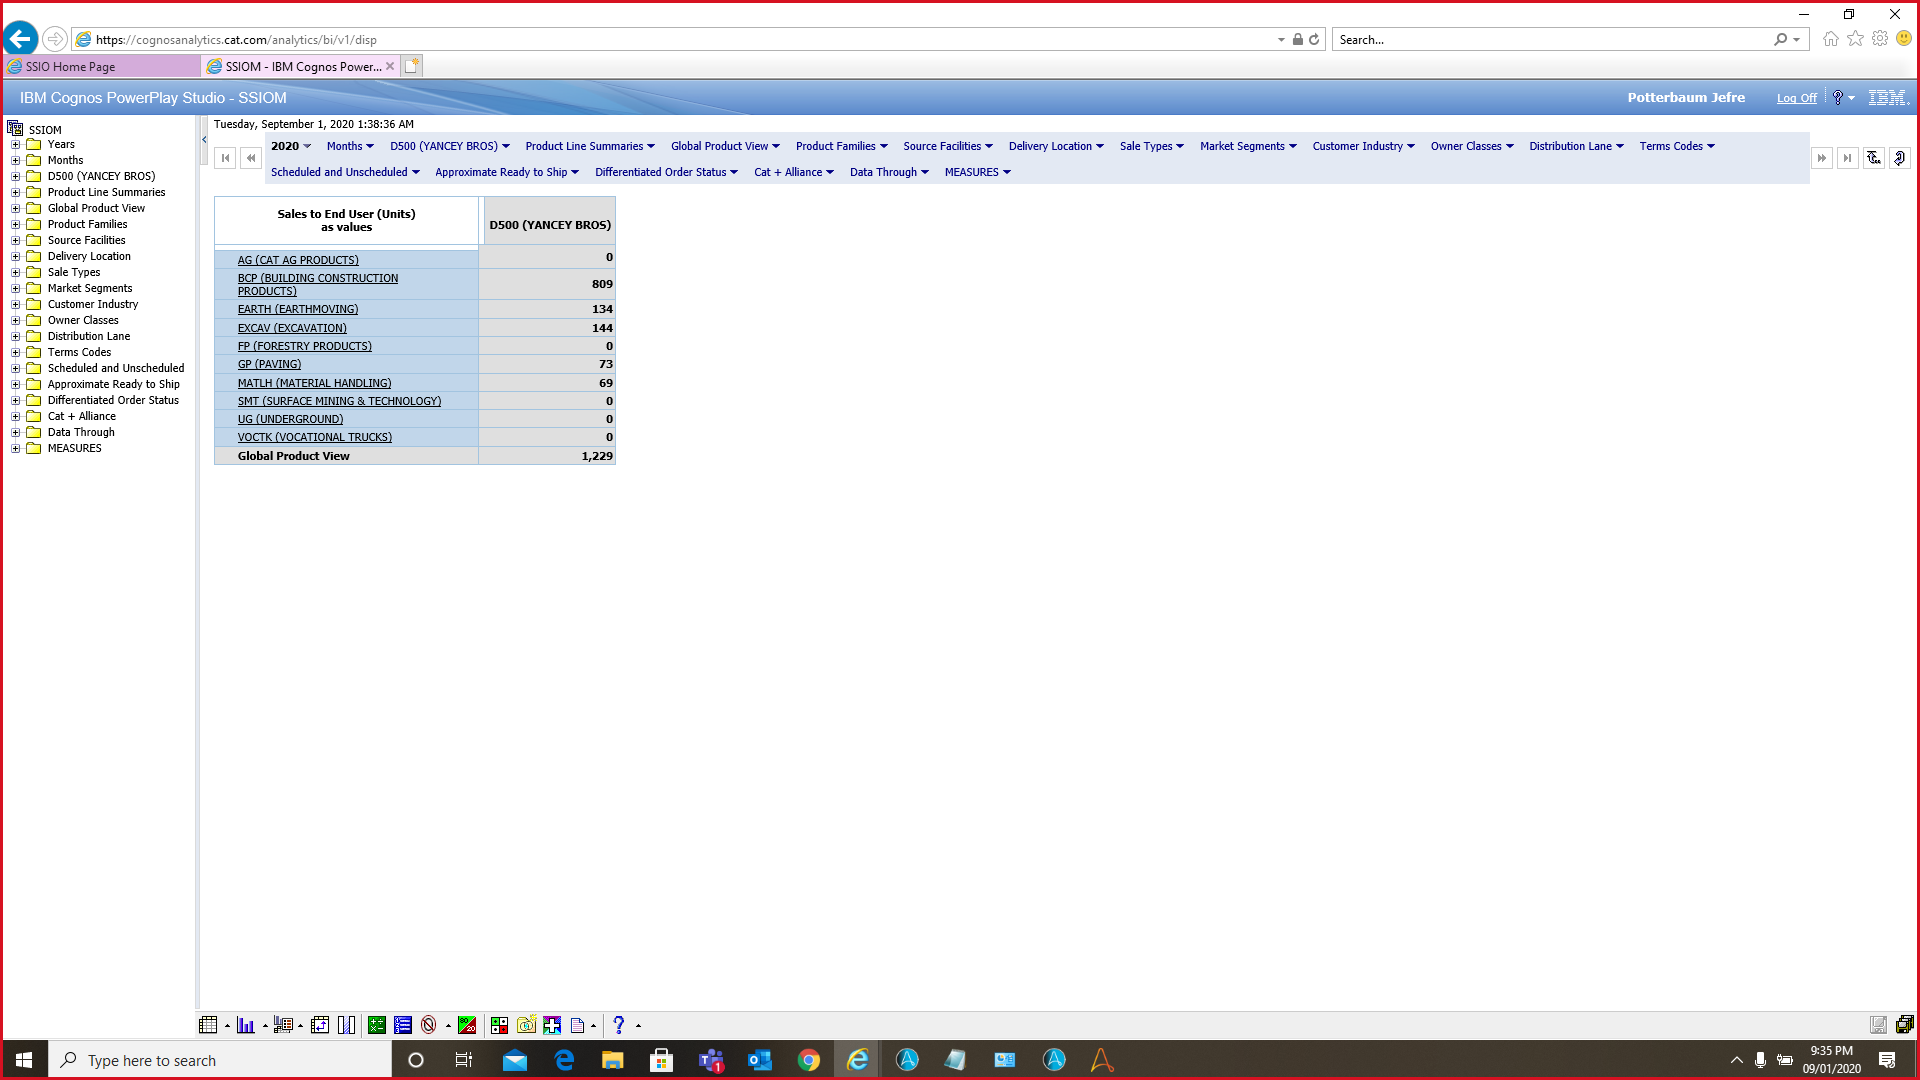 https://cognosanalytics.cat.com/analytics/bi/v1/disp
Search...
SSIO Home Page
SSIOM - IBM Cognos Power...
IBM Cognos PowerPlay Studio - SSIOM
Potterbaum Jefre
Log Off
IBM.
SSIOM
Years
Months
D500 (YANCEY BROS)
Product Line Summaries
Global Product View
Product Families
Source Facilities
Delivery Location
Sale Types
Market Segments
Customer Industry
Owner Classes
Distribution Lane
Terms Codes
Scheduled and Unscheduled
Approximate Ready to Ship
Differentiated Order Status
Cat + Alliance
Data Through
MEASURES
Tuesday, September 1, 2020 1:38:36 AM
2020 Months D500 (YANCEY BROS) Product Line Summaries Global Product View Product Families Source Facilities Delivery Location Sale Types Market Segments Customer Industry Owner Classes Distribution Lane Terms Codes
Scheduled and Unscheduled Approximate Ready to Ship Differentiated Order Status Cat + Alliance Data Through MEASURES
Sales to End User (Units)
as values
D500 (YANCEY BROS)
AG (CAT AG PRODUCTS) 0
BCP (BUILDING CONSTRUCTION
PRODUCTS) 809
EARTH (EARTHMOVING) 134
EXCAV (EXCAVATION) 144
FP (FORESTRY PRODUCTS) 0
GP (PAVING) 73
MATLH (MATERIAL HANDLING) 69
SMT (SURFACE MINING & TECHNOLOGY) 0
UG (UNDERGROUND) 0
VOCTK (VOCATIONAL TRUCKS) 0
Global Product View 1,229
Type here to search
1
9:35 PM
09/01/2020